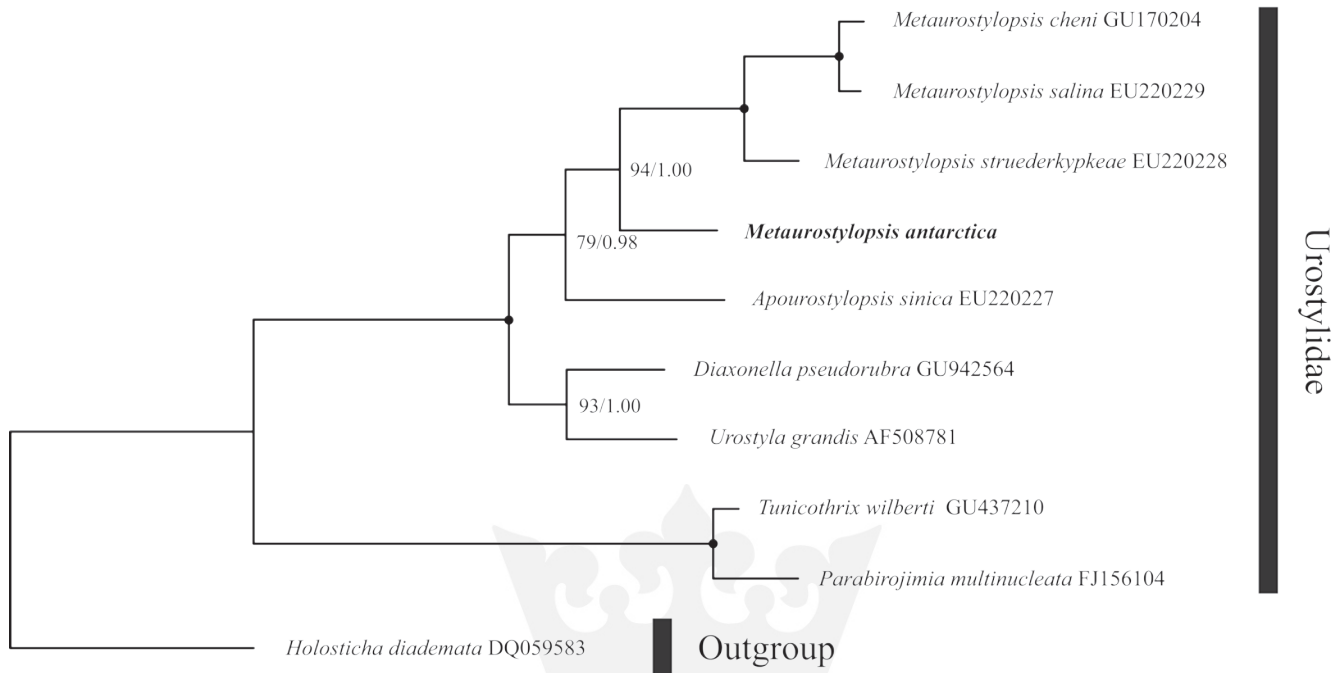 Metaurostylopsis cheni GU170204
Metaurostylopsis salina EU220229
Metaurostylopsis struederkypkeae EU220228
94/1.00
Metaurostylopsis antarctica
79/0.98
Apourostylopsis sinica EU220227
Diaxonella pseudorubra GU942564
93/1.00
Urostyla grandis AF508781
Tunicothrix wilberti GU437210
Parabirojimia multinucleata FJ156104
Holosticha diademata DQ059583
Outgroup
Urostylidae